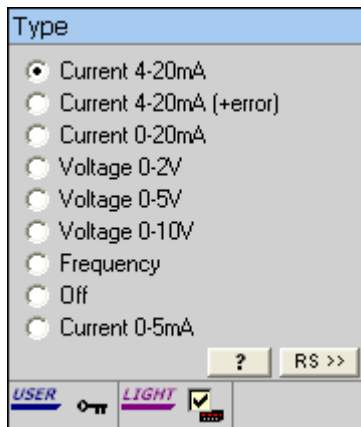 Type
Current 4-20mA
Current 4-20mA (+error)
Current 0-20mA
Voltage 0-2V
Voltage 0-5V
Voltage 0-10V
Frequency
Off
Current 0-5mA
? RS >>
USER LIGHT